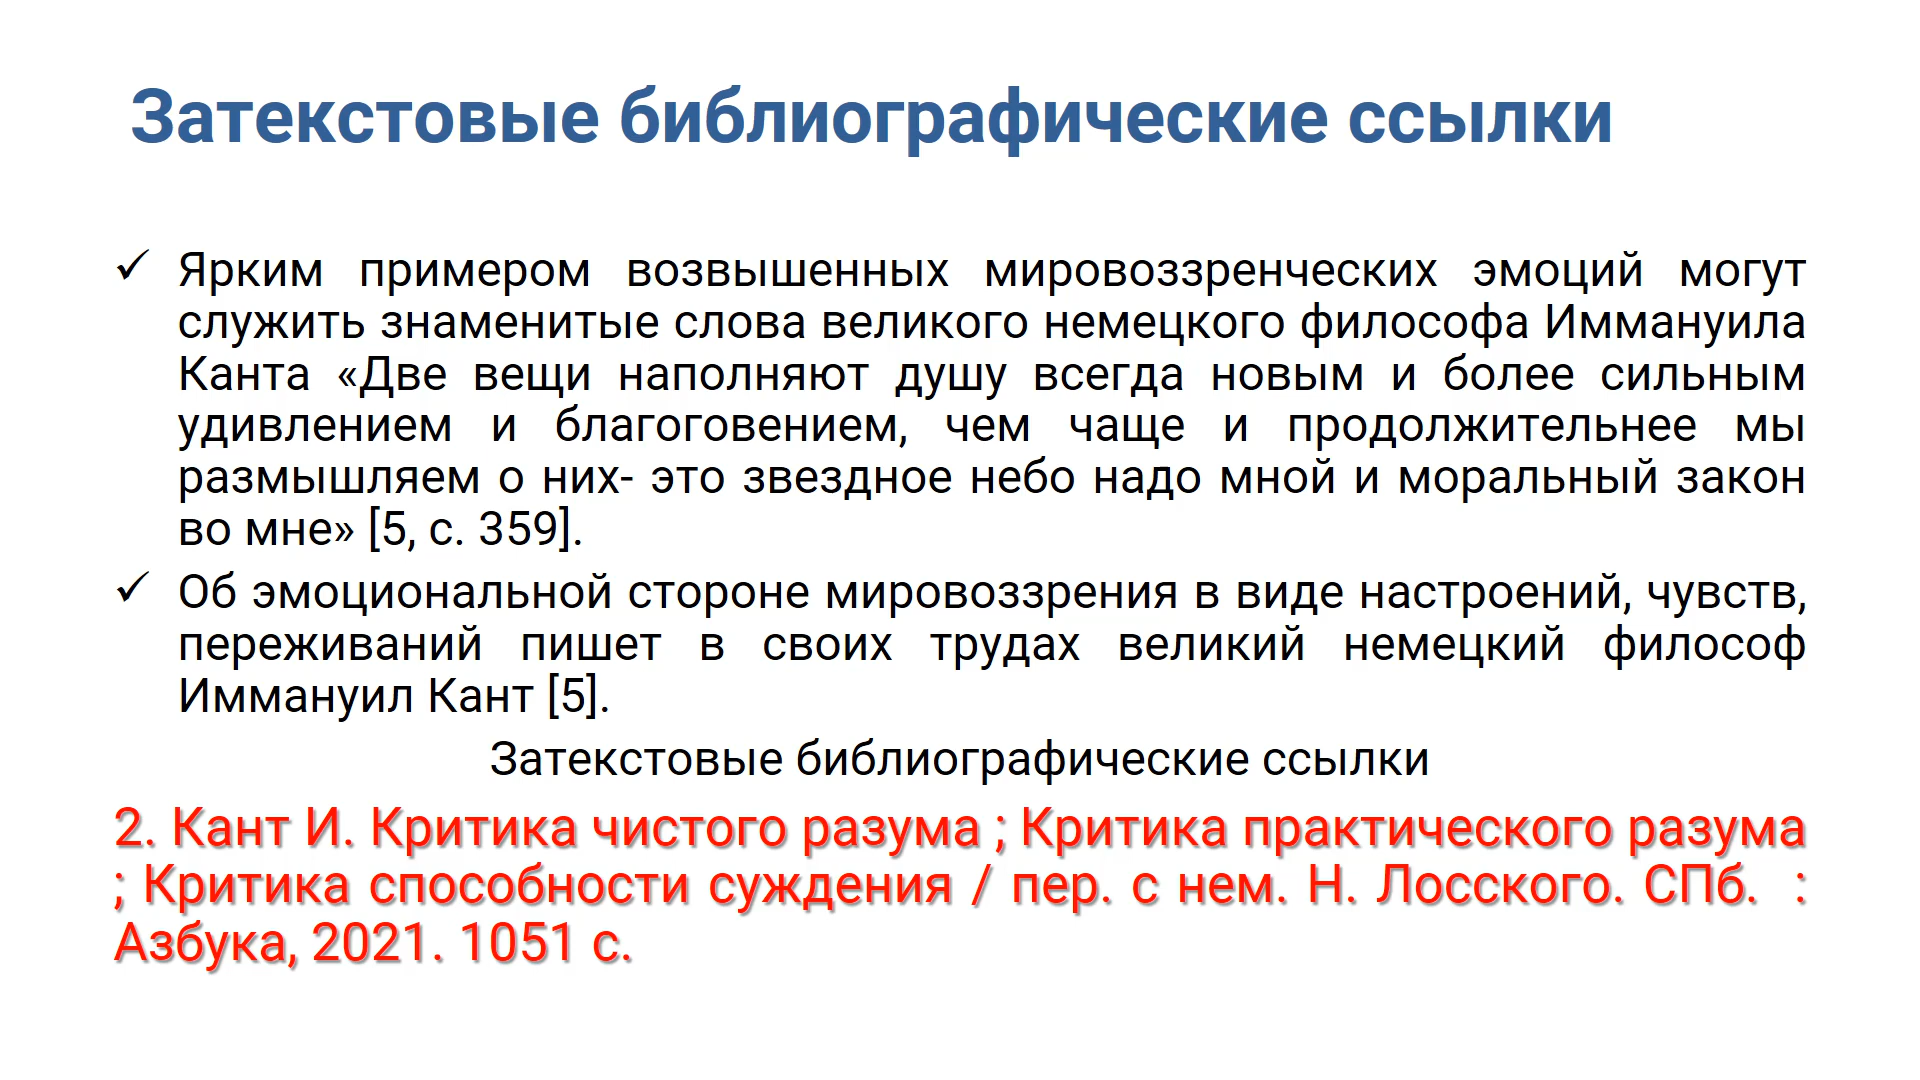 Затекстовые библиографические ссылки
✓ Ярким примером возвышенных мировоззренческих эмоций могут
служить знаменитые слова великого немецкого философа Иммануила
Канта «Две вещи наполняют душу всегда новым и более сильным
удивлением и благоговением, чем чаще и продолжительнее мы
размышляем о них- это звездное небо надо мной и моральный закон
во мне» [5, с. 359].
✓ Об эмоциональной стороне мировоззрения в виде настроений, чувств,
переживаний пишет в своих трудах великий немецкий философ
Иммануил Кант [5].
Затекстовые библиографические ссылки
2. Кант И. Критика чистого разума ; Критика практического разума
; Критика способности суждения / пер. с нем. Н. Лосского. СПб. :
Азбука, 2021. 1051 с.